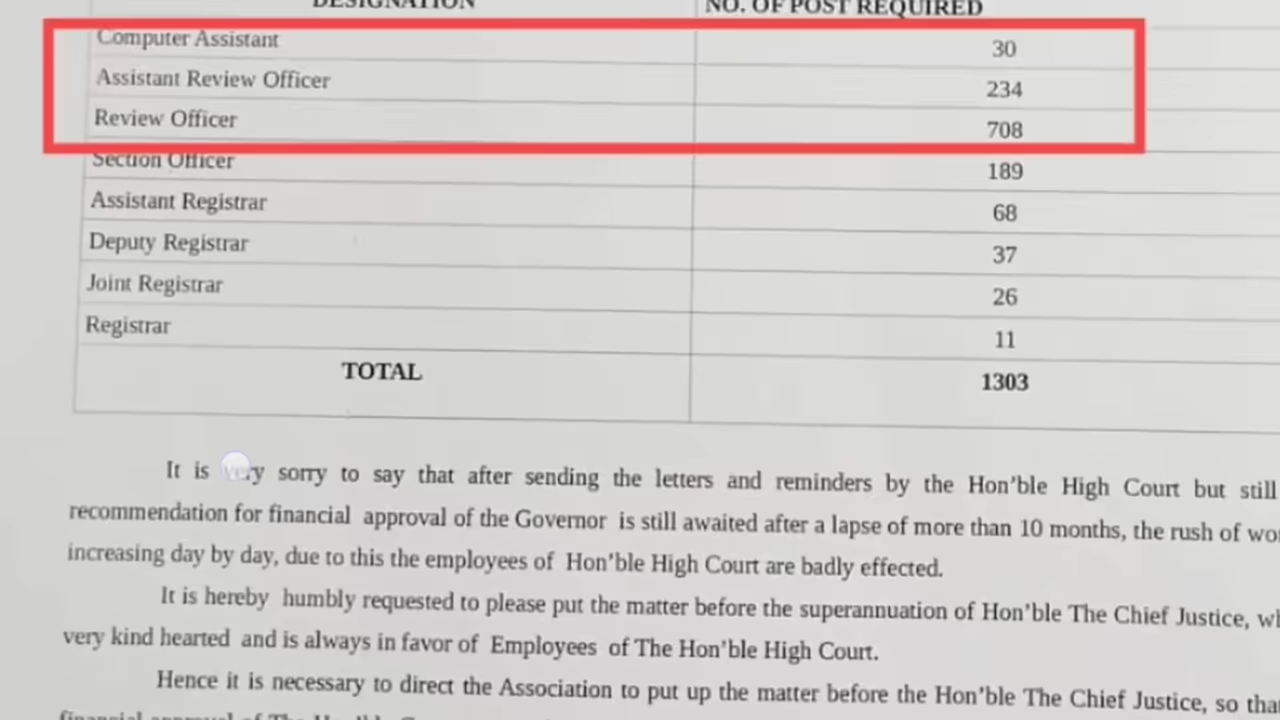 DESIGNATION NO. OF POST REQUIRED
Computer Assistant 30
Assistant Review Officer 234
Review Officer 708
Section Officer 189
Assistant Registrar 68
Deputy Registrar 37
Joint Registrar 26
Registrar 11
TOTAL 1303
It is very sorry to say that after sending the letters and reminders by the Hon'ble High Court but still
recommendation for financial approval of the Governor is still awaited after a lapse of more than 10 months, the rush of
increasing day by day, due to this the employees of Hon'ble High Court are badly effected.
It is hereby humbly requested to please put the matter before the superannuation of Hon'ble The Chief Justice,
very kind hearted and is always in favor of Employees of The Hon'ble High Court.
Hence it is necessary to direct the Association to put up the matter before the Hon'ble The Chief Justice, so
financial approval of The